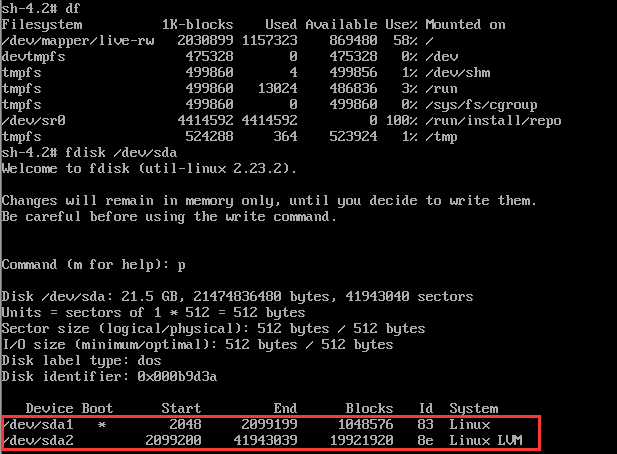 sh-4.2# df
Filesystem 1K-blocks Used Available Use% Mounted on
/dev/mapper/live-rw 2030899 1157323 869480 58% /
devtmpfs 475328 0 475328 0% /dev
tmpfs 499860 4 499856 1% /dev/shm
tmpfs 499860 13024 486836 3% /run
tmpfs 499860 0 499860 0% /sys/fs/cgroup
/dev/sr0 4414592 4414592 0 100% /run/install/repo
tmpfs 524288 364 523924 1% /tmp
sh-4.2# fdisk /dev/sda
Welcome to fdisk (util-linux 2.23.2).
Changes will remain in memory only, until you decide to write them.
Be careful before using the write command.
Command (m for help): p
Disk /dev/sda: 21.5 GB, 21474836480 bytes, 41943040 sectors
Units = sectors of 1 * 512 = 512 bytes
Sector size (logical/physical): 512 bytes / 512 bytes
I/O size (minimum/optimal): 512 bytes / 512 bytes
Disk label type: dos
Disk identifier: 0x000b9d3a
Device Boot Start End Blocks Id System
/dev/sda1 * 2048 2099199 1048576 83 Linux
/dev/sda2 2099200 41943039 19921920 8e Linux LVM